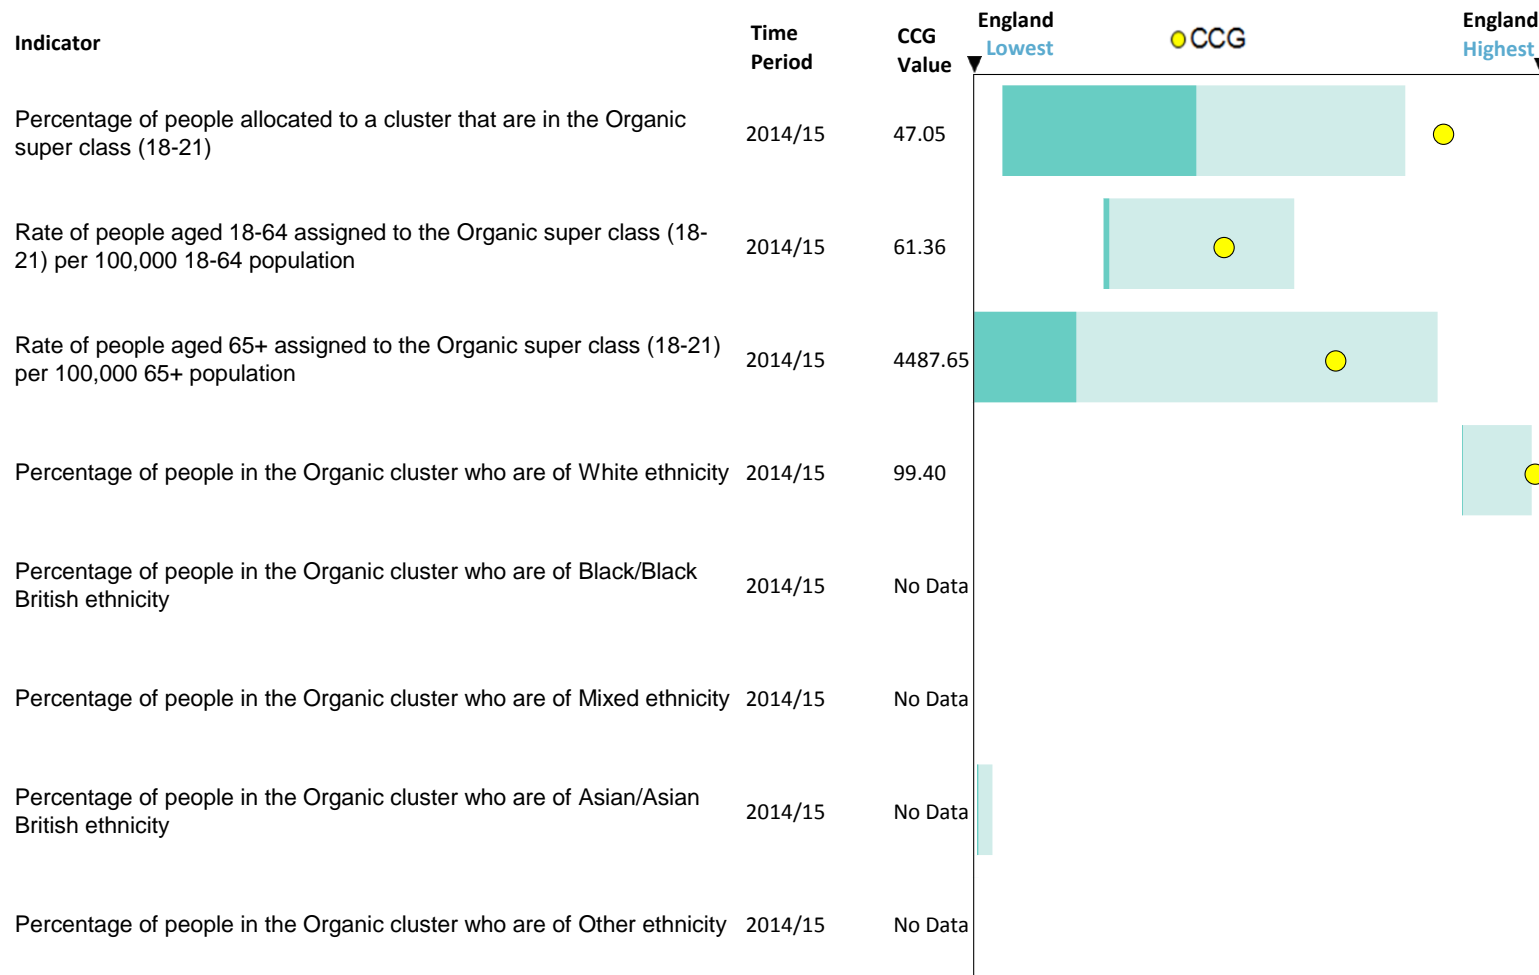 Indicator
Time
Period
CCG
Value
England
Lowest
CCG
England
Highest
Percentage of people allocated to a cluster that are in the Organic
super class (18-21)
2014/15
47.05
Rate of people aged 18-64 assigned to the Organic super class (18-
21) per 100,000 18-64 population
2014/15
61.36
Rate of people aged 65+ assigned to the Organic super class (18-21)
per 100,000 65+ population
2014/15
4487.65
Percentage of people in the Organic cluster who are of White ethnicity
2014/15
99.40
Percentage of people in the Organic cluster who are of Black/Black
British ethnicity
2014/15
No Data
Percentage of people in the Organic cluster who are of Mixed ethnicity
2014/15
No Data
Percentage of people in the Organic cluster who are of Asian/Asian
British ethnicity
2014/15
No Data
Percentage of people in the Organic cluster who are of Other ethnicity
2014/15
No Data